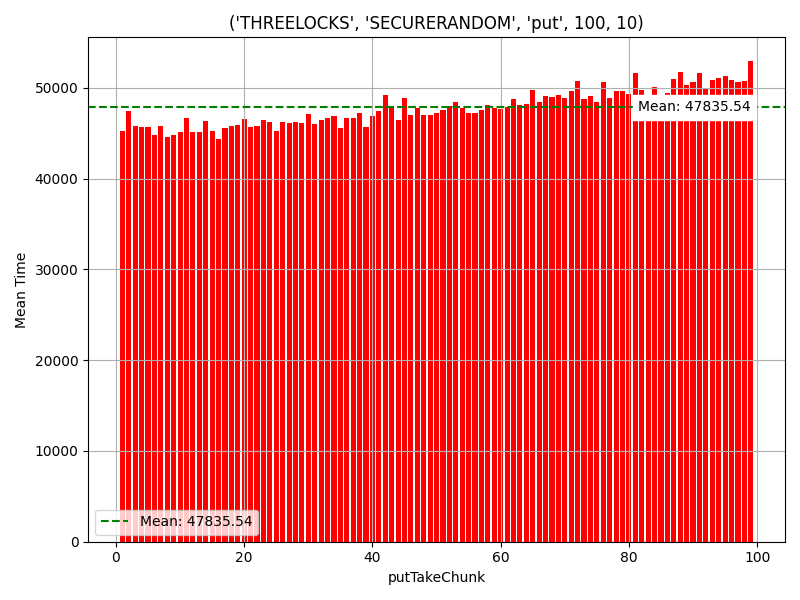 ('THREELOCKS', 'SECURERANDOM', 'put', 100, 10)
Mean Time
50000
40000
30000
20000
10000
0
Mean: 47835.54
Mean: 47835.54
0 20 40 60 80 100
putTakeChunk